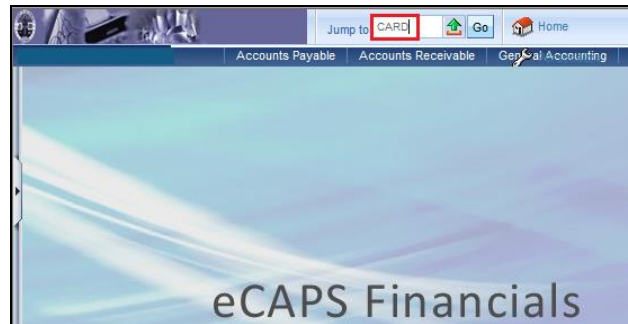 Jump to CARD Go Home
Accounts Payable Accounts Receivable General Accounting
eCAPS Financials